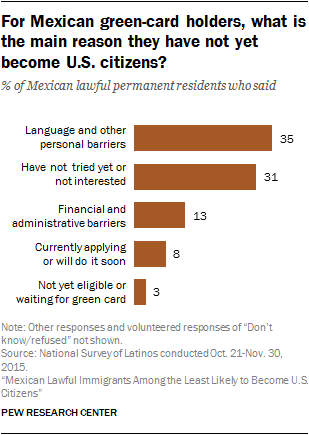 For Mexican green-card holders, what is
the main reason they have not yet
become U.S. citizens?
% of Mexican lawful permanent residents who said
Language and other
personal barriers
35
Have not tried yet or
not interested
31
Financial and
administrative barriers
13
Currently applying
or will do it soon
8
Not yet eligible or
waiting for green card
3
Note: Other responses and volunteered responses of "Don't
know/refused" not shown.
Source: National Survey of Latinos conducted Oct. 21-Nov. 30,
2015.
"Mexican Lawful Immigrants Among the Least Likely to Become U.S.
Citizens"
PEW RESEARCH CENTER